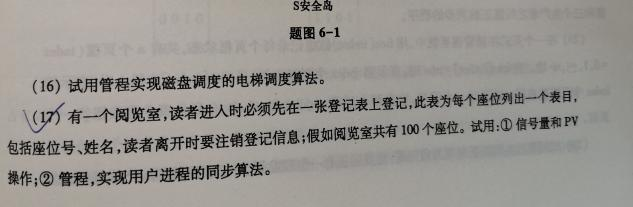 S安全岛
题图6-1
(16) 试用管程实现磁盘调度的电梯调度算法。
(17) 有一个阅览室,读者进入时必须先在一张登记表上登记,此表为每个座位列出一个表目,
包括座位号、姓名,读者离开时要注销登记信息;假如阅览室共有100个座位。试用:① 信号量和PV
操作;② 管程,实现用户进程的同步算法。